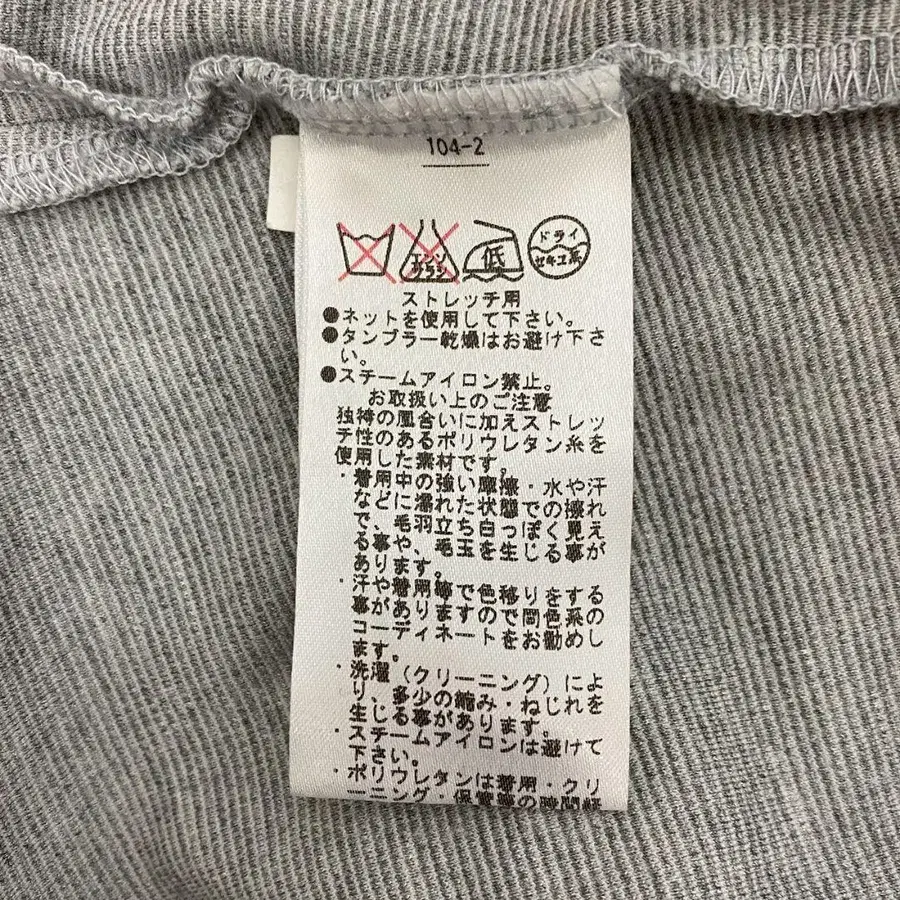 104-2
エンソ
サラシ
低
ドライ
セキユ系
ストレッチ用
●ネットを使用して下さい。
●タンブラー乾燥はお避け下さ
い。
●スチームアイロン禁止。
お取扱い上のご注意
独特の風合いに加えストレッ
チ性のあるポリウレタン糸を
使用した素材です。
・着用中の強い摩擦・水や汗
などに濡れた状態での擦れ
で、毛羽立ち白っぽく見え
る事や、毛玉を生じる事が
あります。
・汗や着用等で色移りをする
事がありますので同色系の
コーディネートをお勧めし
ます。
・洗濯(クリーニング)によ
り、多少の縮み・ねじれを
生じる事があります。
・スチームアイロンは避けて
下さい。
・ポリウレタンは着用・クリ
ーニング・保管等の時間経